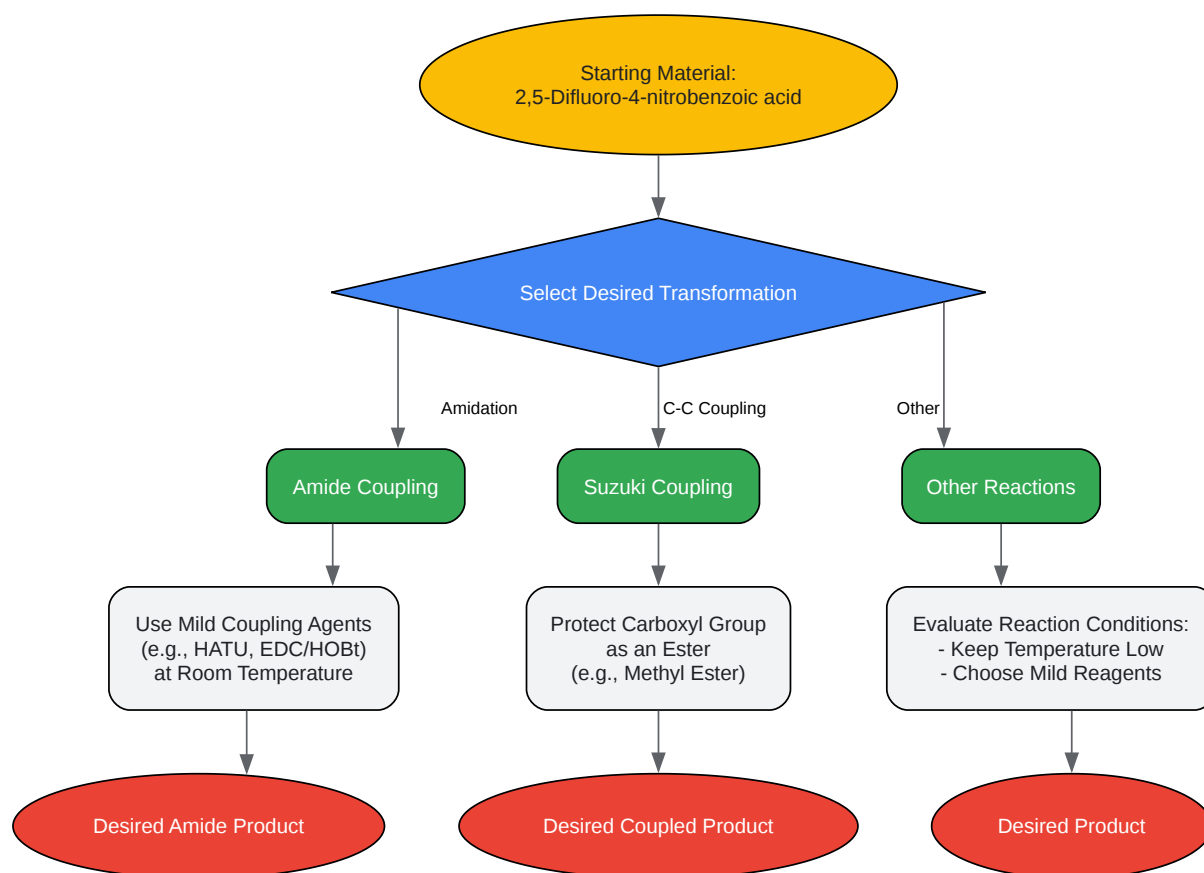 Starting Material:
2,5-Difluoro-4-nitrobenzoic acid
Select Desired Transformation
Amidation
C-C Coupling
Other
Amide Coupling
Suzuki Coupling
Other Reactions
Use Mild Coupling Agents
(e.g., HATU, EDC/HOBt)
at Room Temperature
Protect Carboxyl Group
as an Ester
(e.g., Methyl Ester)
Evaluate Reaction Conditions:
- Keep Temperature Low
- Choose Mild Reagents
Desired Amide Product
Desired Coupled Product
Desired Product